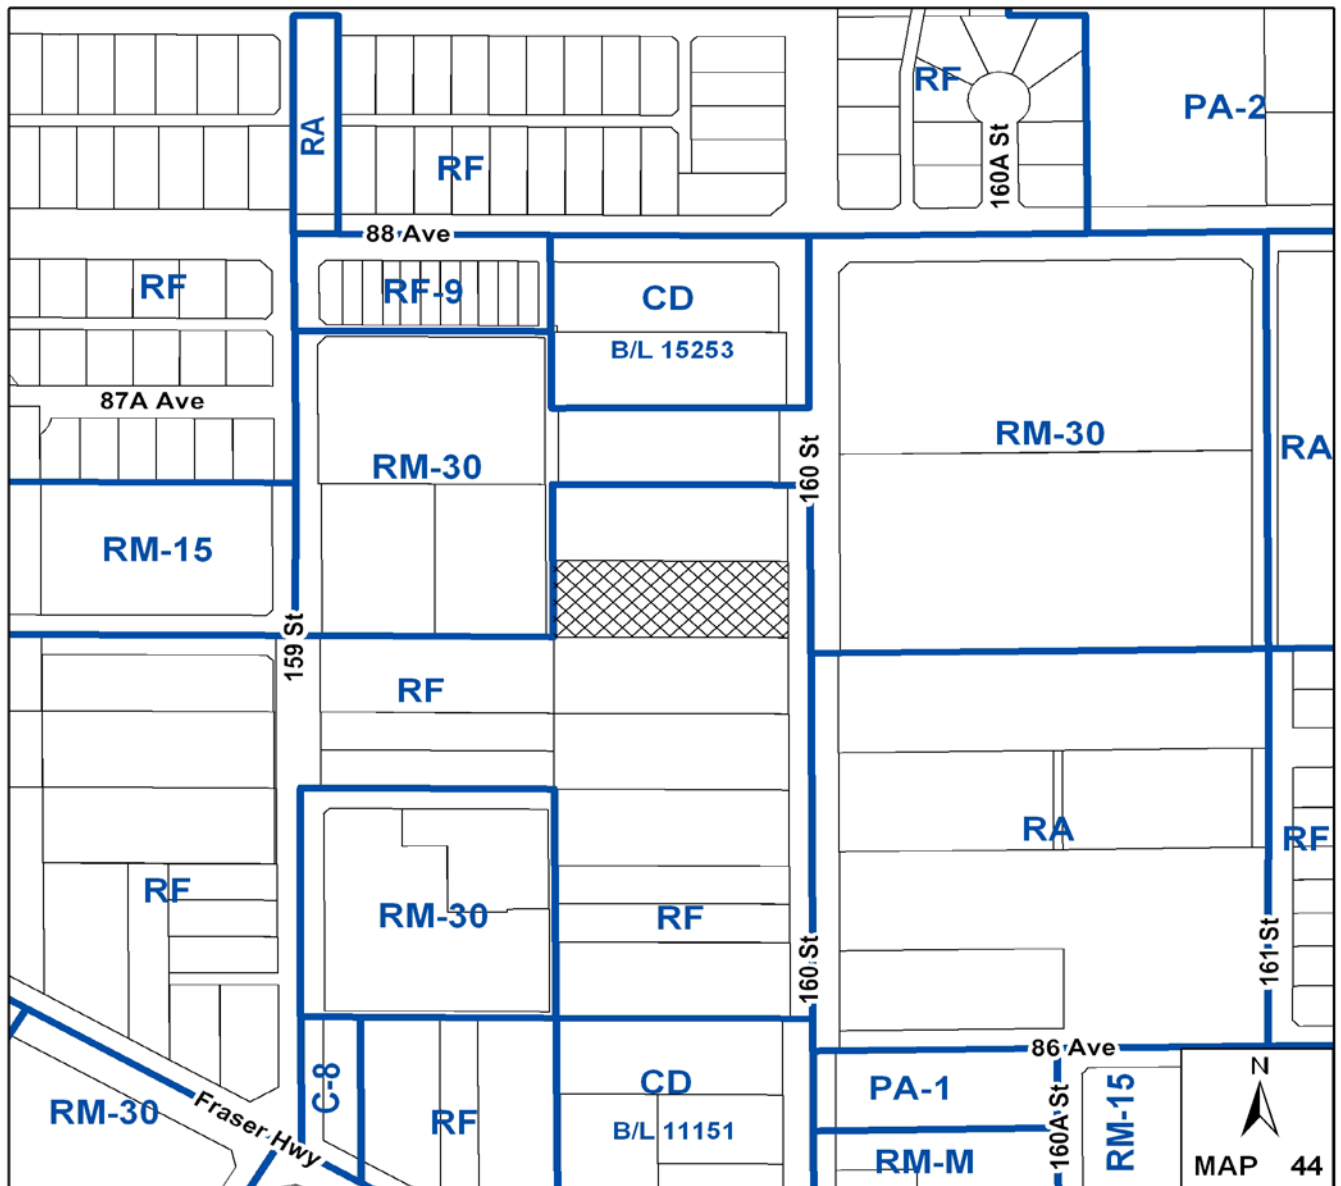 RF
PA-2
RA
160A St
RF
88 Ave
RF
RF-9
CD
B/L 15253
87A Ave
RM-30
RM-30
RA
160 St
RM-15
159 St
RF
RA
RF
RF
RM-30
RF
160 St
161 St
86 Ave
N
C-8
CD
PA-1
RM-15
RM-30
Fraser Hwy
RF
B/L 11151
160A St
RM-M
MAP 44